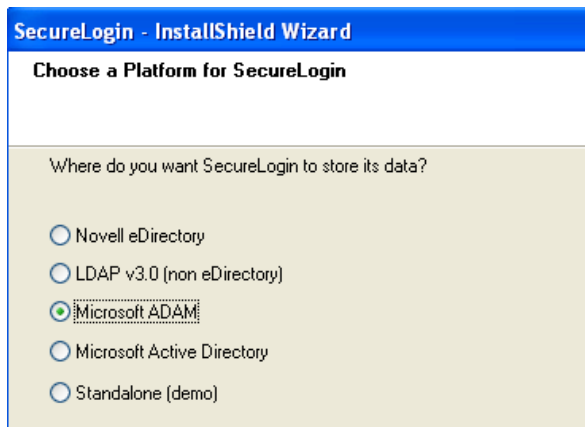 SecureLogin - InstallShield Wizard
Choose a Platform for SecureLogin
Where do you want SecureLogin to store its data?
Novell eDirectory
LDAP v3.0 (non eDirectory)
Microsoft ADAM
Microsoft Active Directory
Standalone (demo)